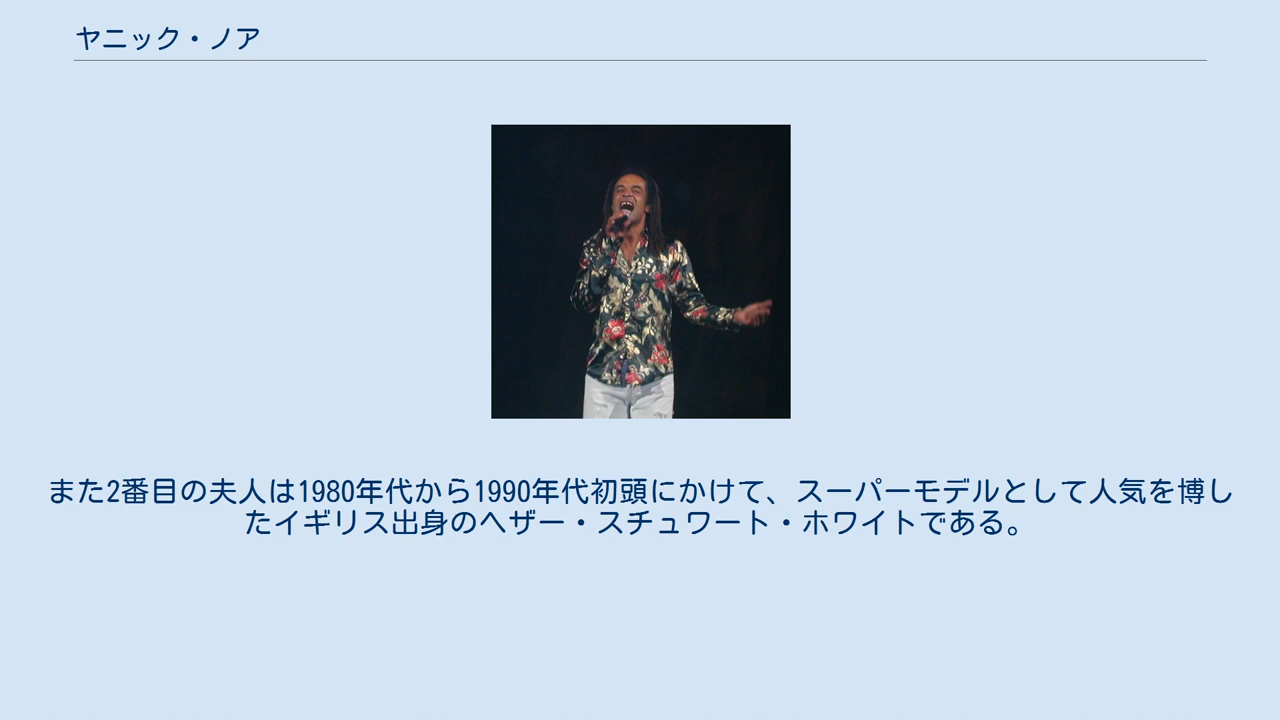 ヤニック・ノア
また2番目の夫人は1980年代から1990年代初頭にかけて、スーパーモデルとして人気を博し
たイギリス出身のヘザー・スチュワート・ホワイトである。